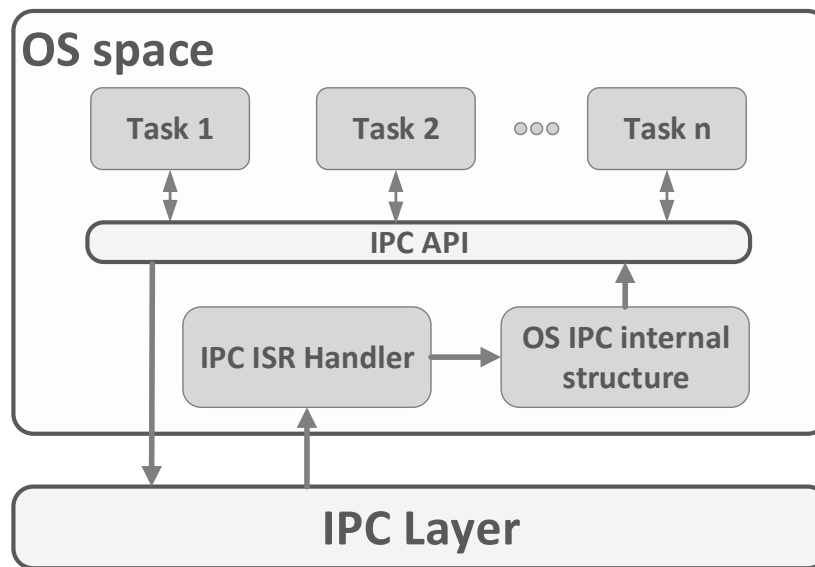 OS space
Task 1
Task 2
Task n
IPC API
IPC ISR Handler
OS IPC internal
structure
IPC Layer